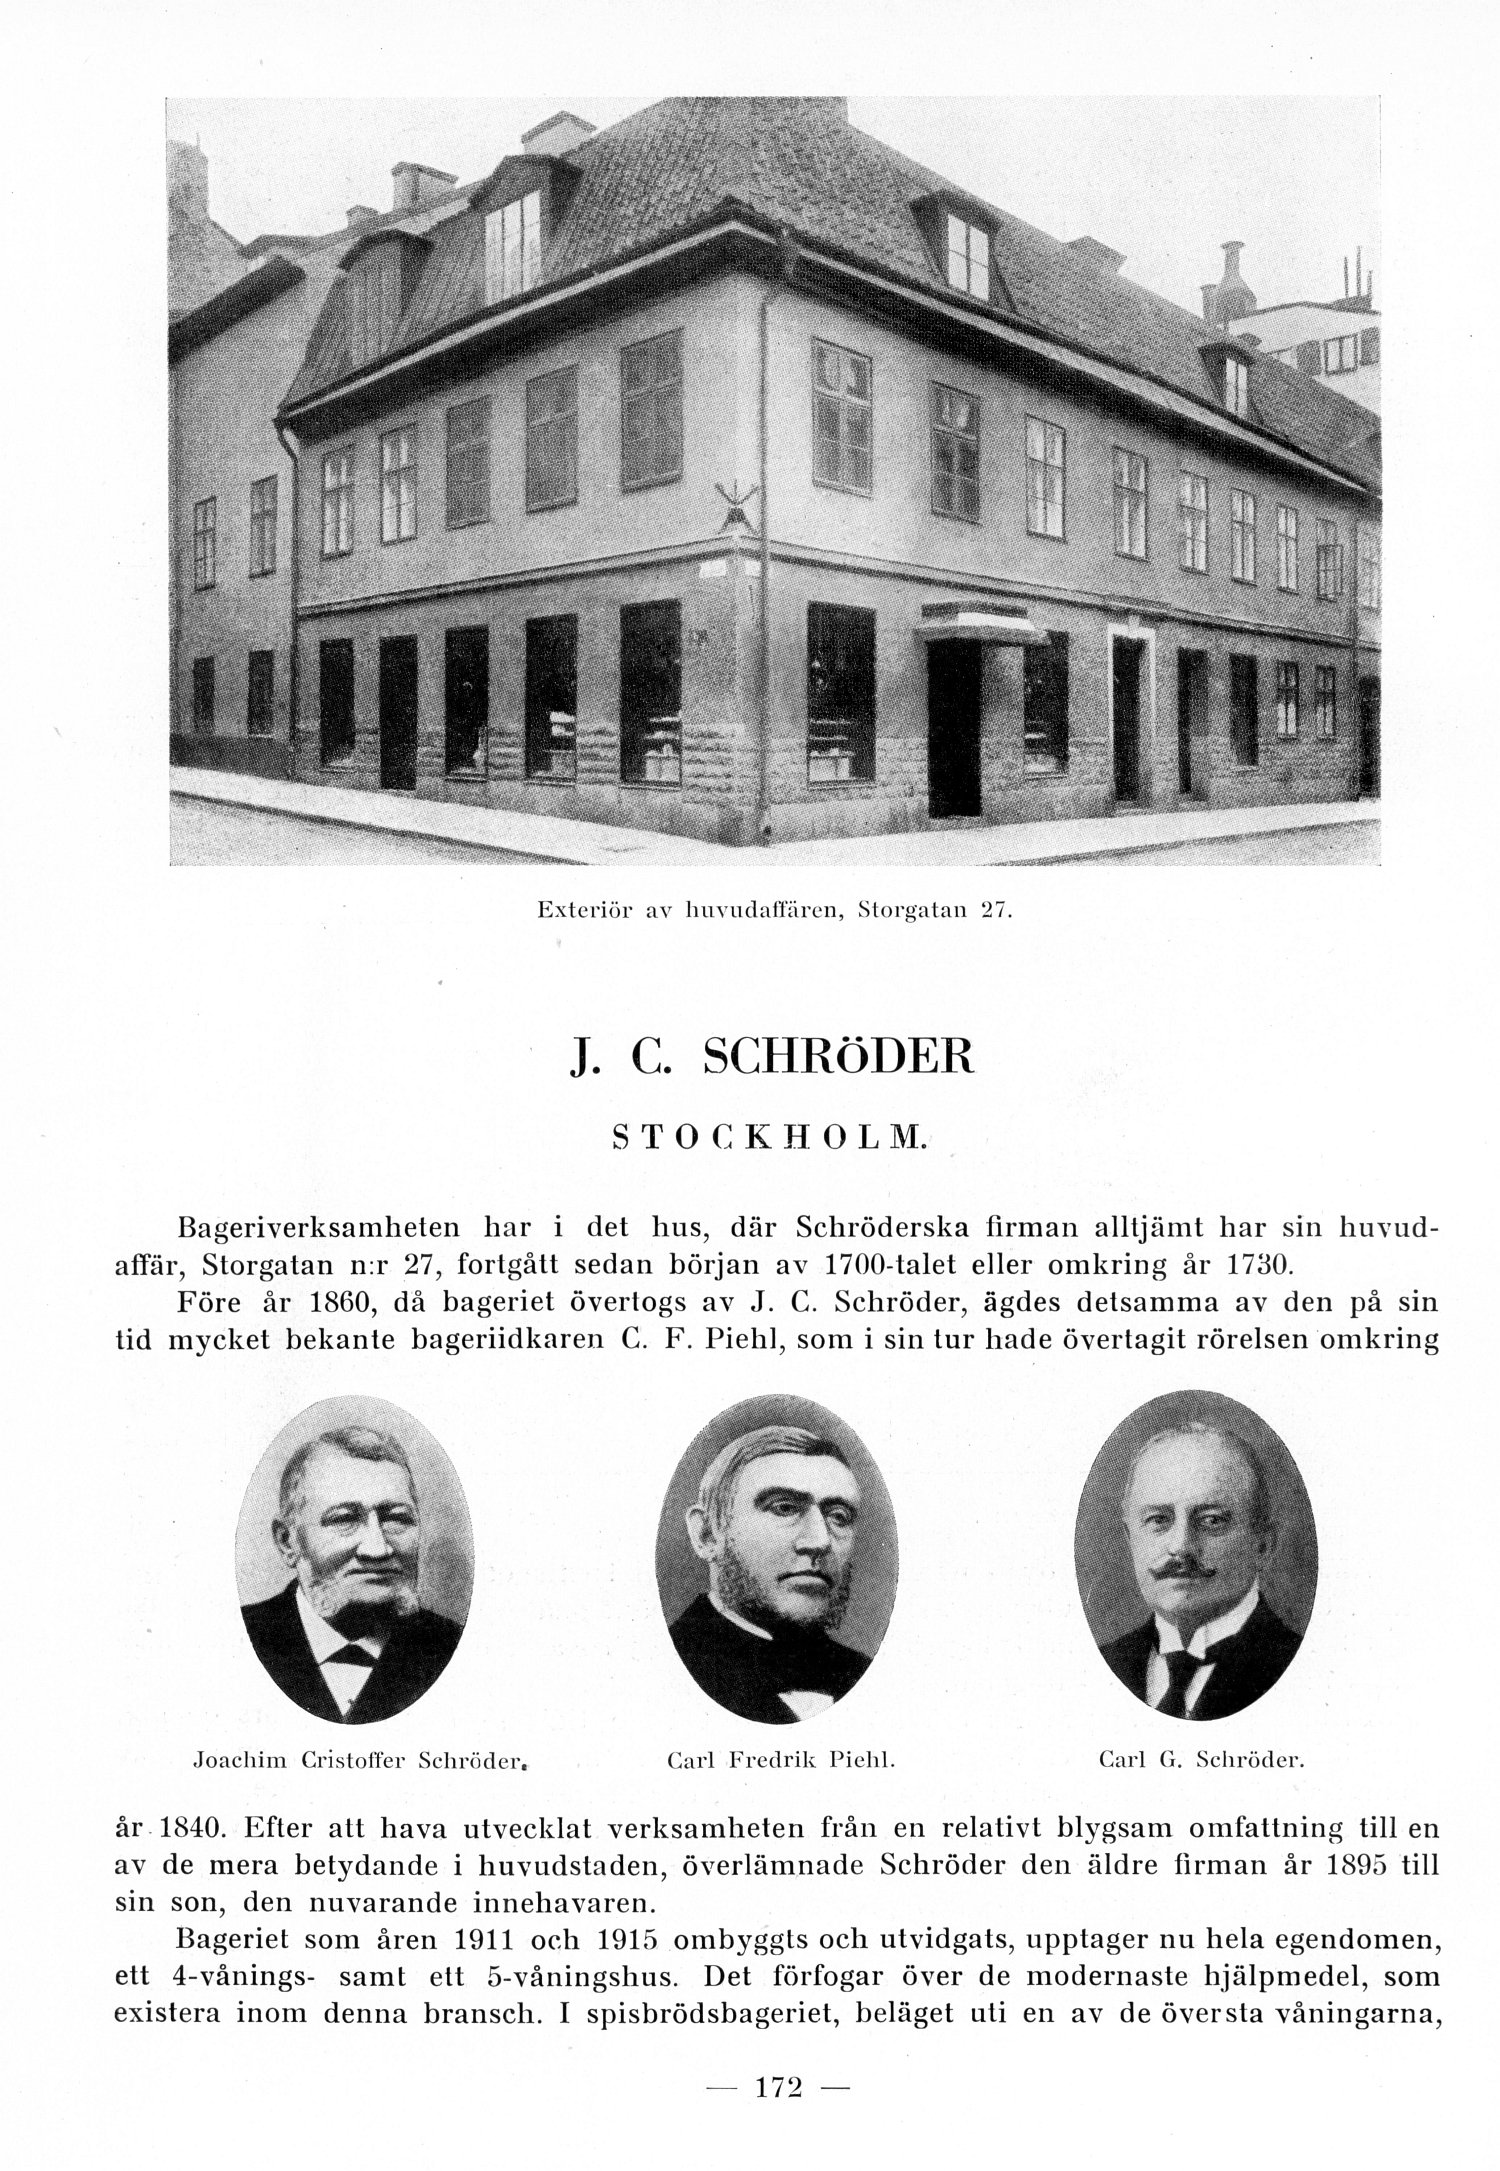 Exteriör av huvudaffären, Storgatan 27.
J. C. SCHRÖDER
STOCKHOLM.
Bageriverksamheten har i det hus, där Schröderska firman alltjämt har sin huvud-
affär, Storgatan n:r 27, fortgått sedan början av 1700-talet eller omkring år 1730.
Före år 1860, då bageriet övertogs av J. C. Schröder, ägdes detsamma av den på sin
tid mycket bekante bageriidkaren C. F. Piehl, som i sin tur hade övertagit rörelsen omkring
Joachim Cristoffer Schröder.
Carl Fredrik Piehl.
Carl G. Schröder.
år 1840. Efter att hava utvecklat verksamheten från en relativt blygsam omfattning till en
av de mera betydande i huvudstaden, överlämnade Schröder den äldre firman år 1895 till
sin son, den nuvarande innehavaren.
Bageriet som åren 1911 och 1915 ombyggts och utvidgats, upptager nu hela egendomen,
ett 4-vånings- samt ett 5-våningshus. Det förfogar över de modernaste hjälpmedel, som
existera inom denna bransch. I spisbrödsbageriet, beläget uti en av de översta våningarna,
— 172 —